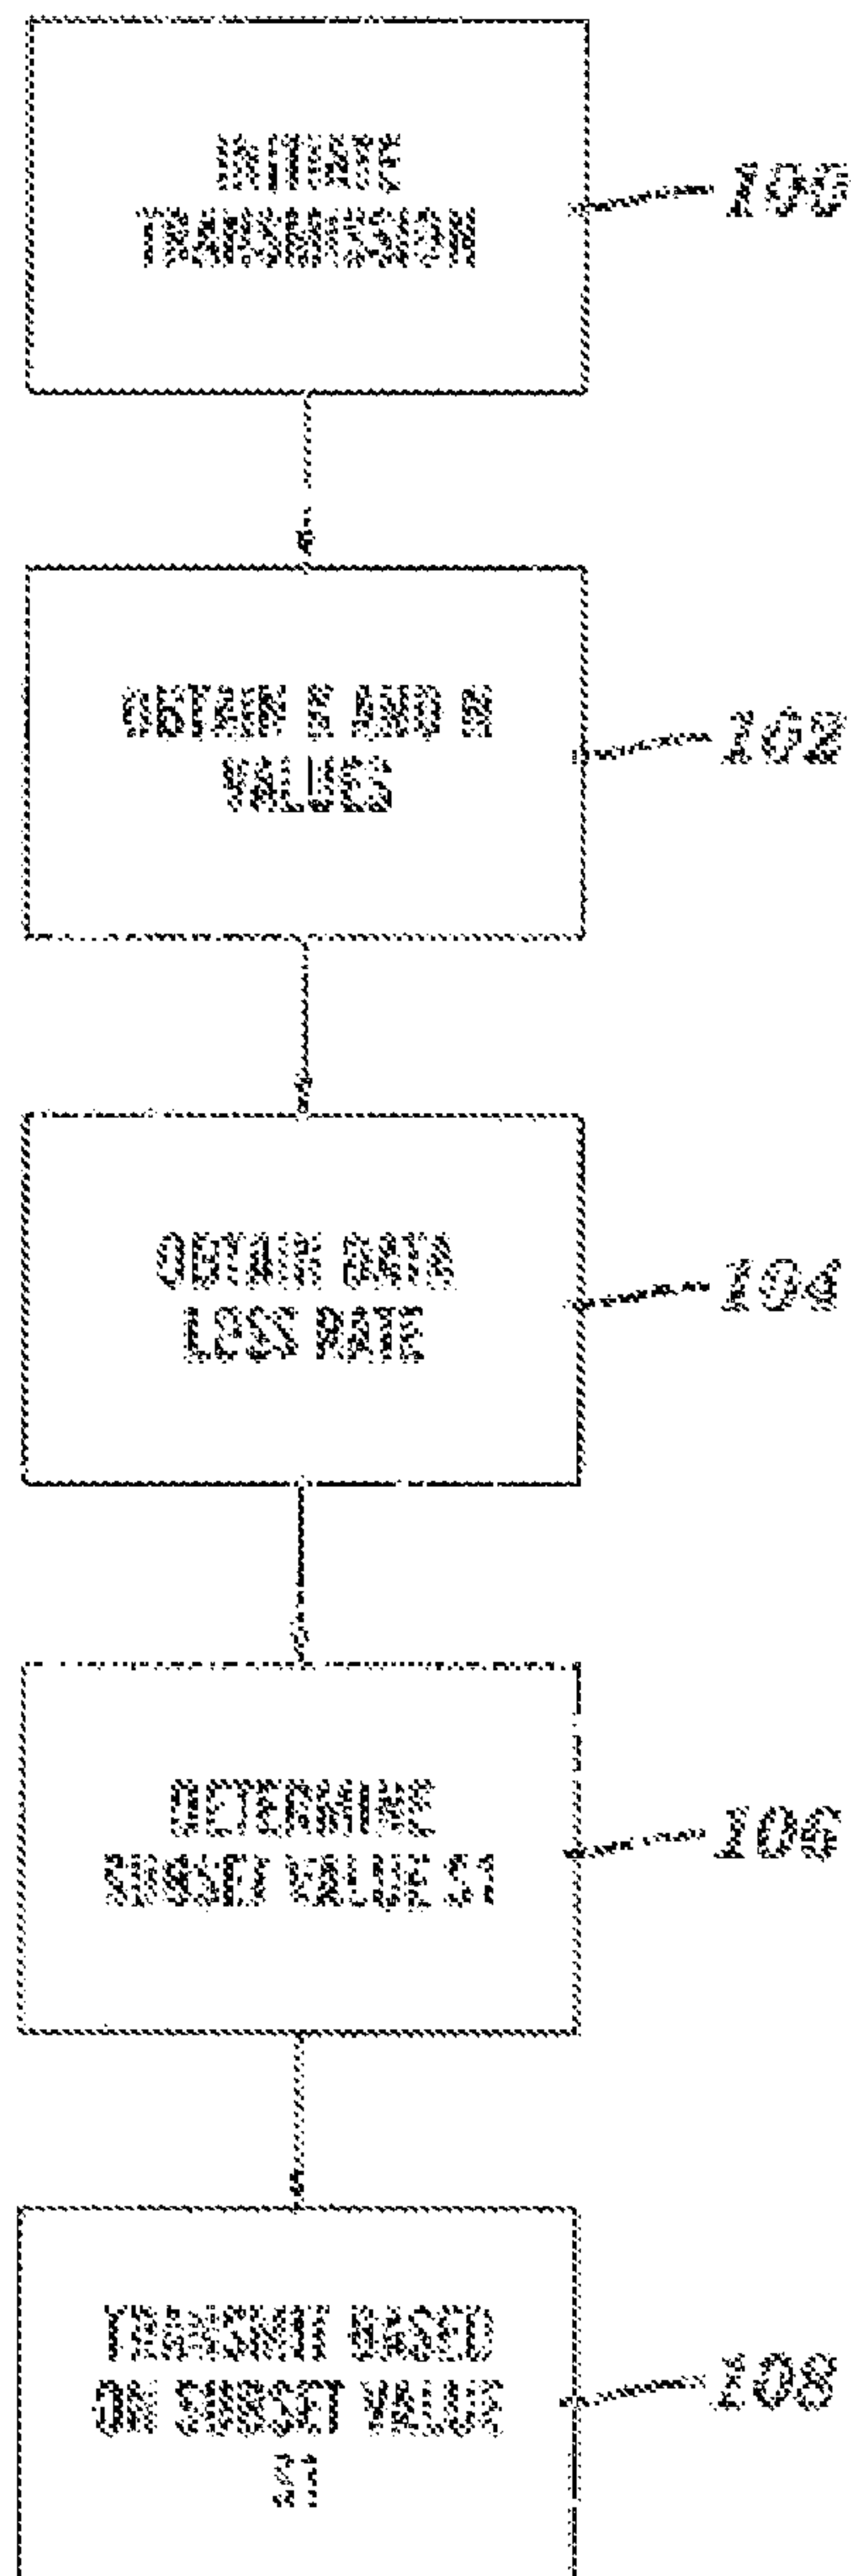 INITIATE
TRANSMISSION
100
OBTAIN K AND N
VALUES
102
OBTAIN DATA
LOSS RATE
104
DETERMINE
SUBSET VALUE S1
106
TRANSMIT BASED
ON SUBSET VALUE
S1
108